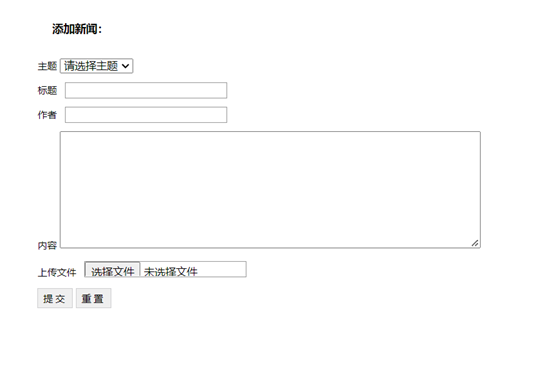 添加新闻：
主题 请选择主题
标题
作者
内容
上传文件 选择文件 未选择文件
提交 重置